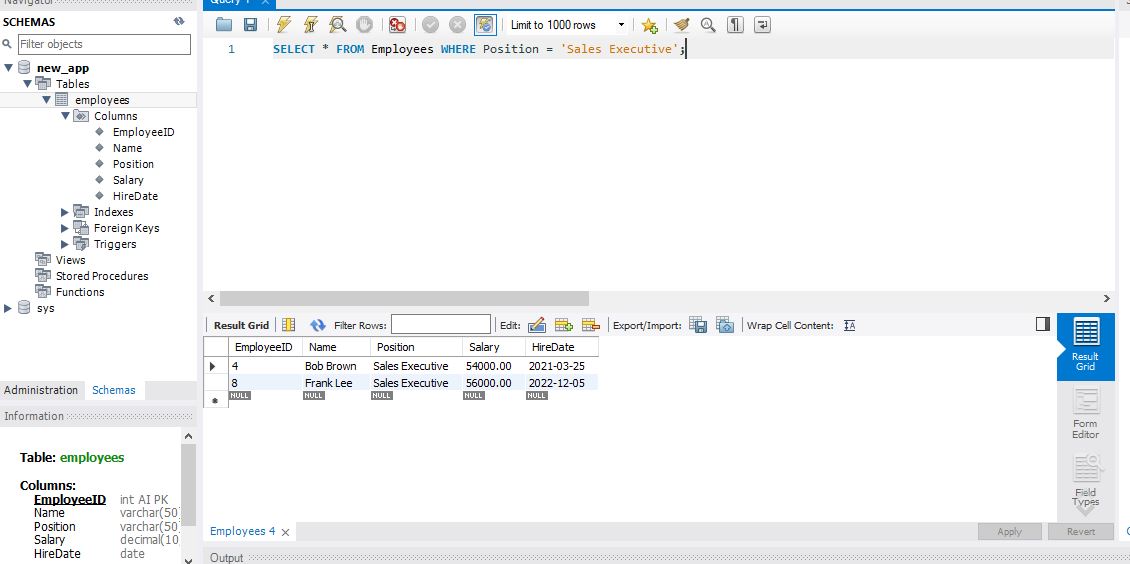 Navigator
Query 1
SCHEMAS
Limit to 1000 rows
Filter objects
1 SELECT * FROM Employees WHERE Position = 'Sales Executive';
new_app
Tables
employees
Columns
EmployeeID
Name
Position
Salary
HireDate
Indexes
Foreign Keys
Triggers
Views
Stored Procedures
Functions
sys
Result Grid Filter Rows: Edit: Export/Import: Wrap Cell Content:
EmployeeID Name Position Salary HireDate
4 Bob Brown Sales Executive 54000.00 2021-03-25
8 Frank Lee Sales Executive 56000.00 2022-12-05
NULL NULL NULL NULL NULL
Result
Grid
Form
Editor
Field
Types
Administration Schemas
Information
Table: employees
Columns:
EmployeeID int AI PK
Name varchar(50)
Position varchar(50)
Salary decimal(10,
HireDate date
Employees 4 Apply Revert
Output